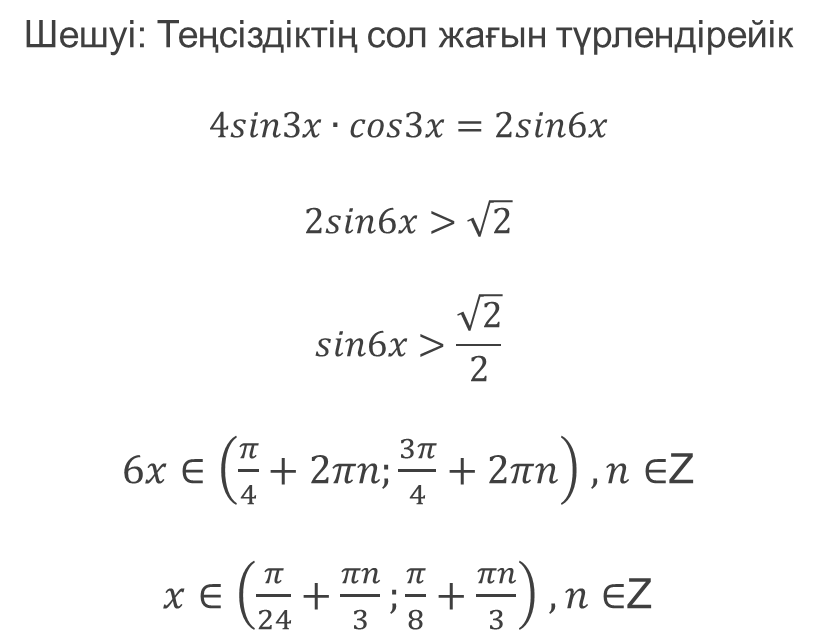 Шешуі: Теңсіздіктің сол жағын түрлендірейік
4sin3x · cos3x = 2sin6x
2sin6x > √2
sin6x > √2/2
6x ∈ (π/4 + 2πn; 3π/4 + 2πn) , n ∈Z
x ∈ (π/24 + πn/3 ; π/8 + πn/3) , n ∈Z